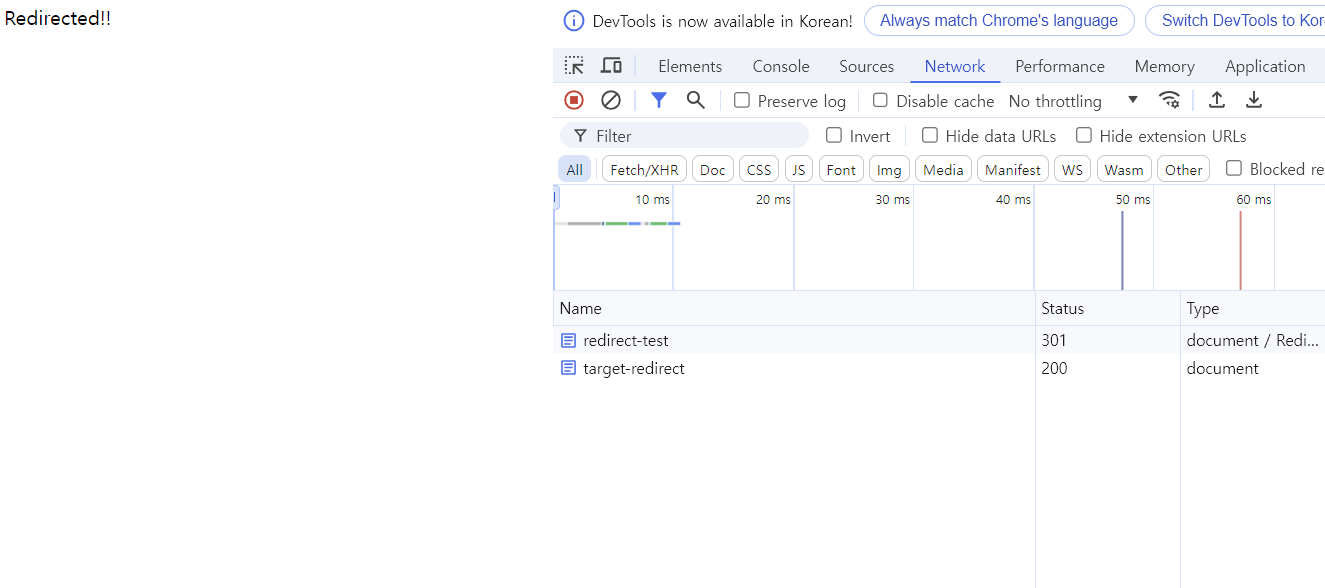 Redirected!!
DevTools is now available in Korean! Always match Chrome's language Switch DevTools to Kor
Elements Console Sources Network Performance Memory Application
Preserve log Disable cache No throttling
Filter Invert Hide data URLs Hide extension URLs
All Fetch/XHR Doc CSS JS Font Img Media Manifest WS Wasm Other Blocked re
10 ms 20 ms 30 ms 40 ms 50 ms 60 ms
Name Status Type
redirect-test 301 document / Redi...
target-redirect 200 document